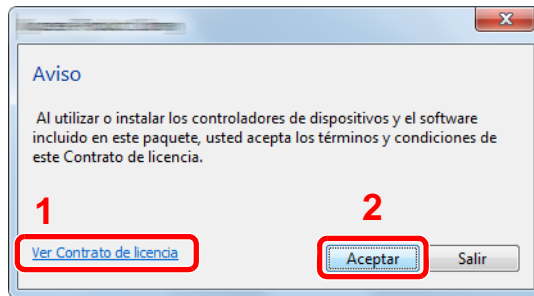 Aviso
Al utilizar o instalar los controladores de dispositivos y el software
incluido en este paquete, usted acepta los términos y condiciones de
este Contrato de licencia.
1
2
Ver Contrato de licencia
Aceptar
Salir